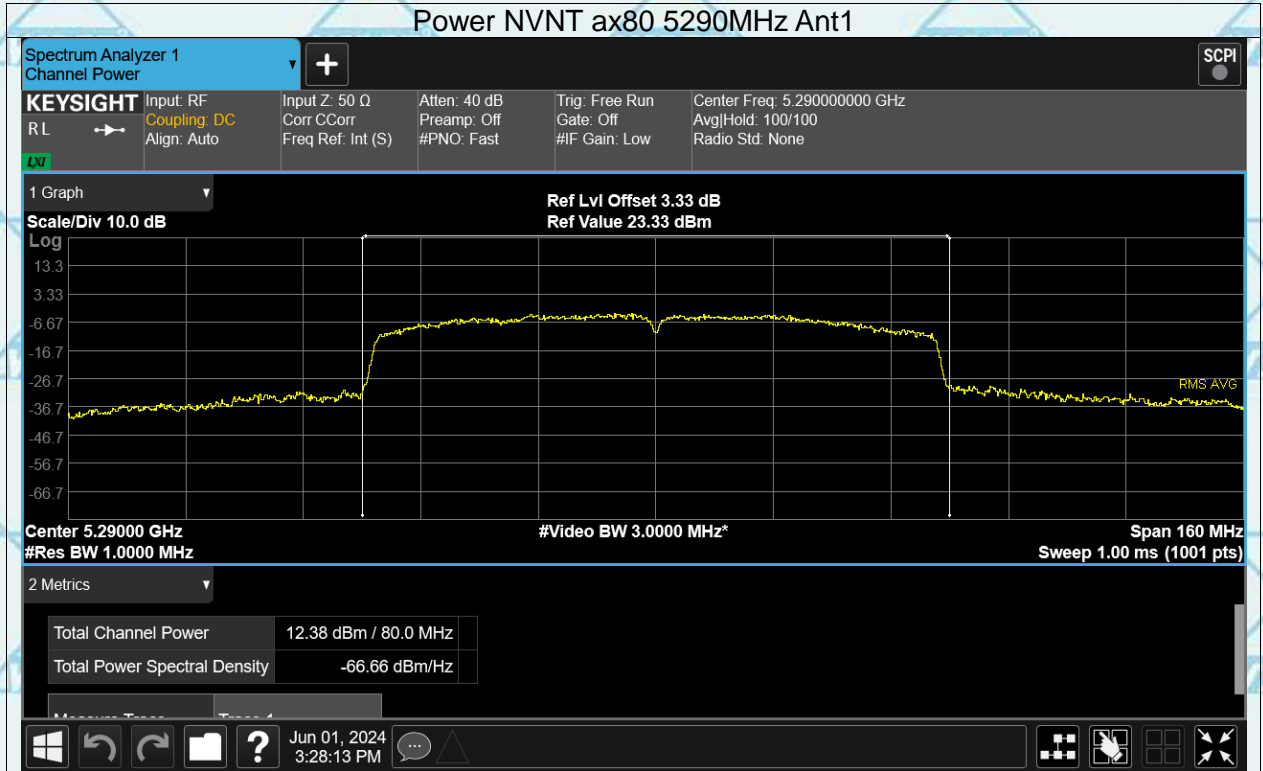 Power NVNT ax80 5290MHz Ant1
Spectrum Analyzer 1
Channel Power
SCPI
KEYSIGHT
RL
LXI
Input: RF
Coupling: DC
Align: Auto
Input Z: 50 Ω
Corr CCorr
Freq Ref: Int (S)
Atten: 40 dB
Preamp: Off
#PNO: Fast
Trig: Free Run
Gate: Off
#IF Gain: Low
Center Freq: 5.290000000 GHz
Avg|Hold: 100/100
Radio Std: None
1 Graph
Scale/Div 10.0 dB
Ref Lvl Offset 3.33 dB
Ref Value 23.33 dBm
Log
13.3
3.33
-6.67
-16.7
-26.7
-36.7
-46.7
-56.7
-66.7
RMS AVG
Center 5.29000 GHz
#Res BW 1.0000 MHz
#Video BW 3.0000 MHz*
Span 160 MHz
Sweep 1.00 ms (1001 pts)
2 Metrics
Total Channel Power 12.38 dBm / 80.0 MHz
Total Power Spectral Density -66.66 dBm/Hz
Measure Trace Trace 1
Jun 01, 2024
3:28:13 PM